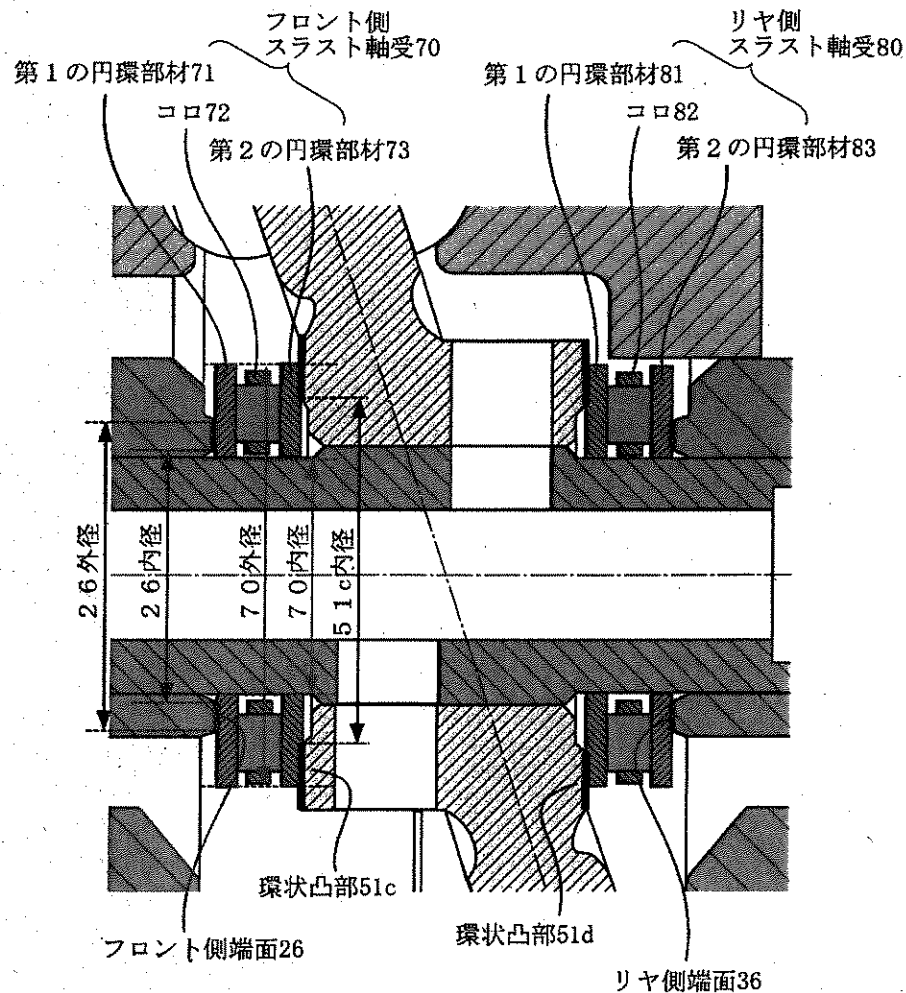 フロント側
スラスト軸受70
リヤ側
スラスト軸受80
第１の円環部材71
第１の円環部材81
コロ72
コロ82
第２の円環部材73
第２の円環部材83
２６外径
２６内径
７０外径
７０内径
５１c内径
環状凸部51c
環状凸部51d
フロント側端面26
リヤ側端面36